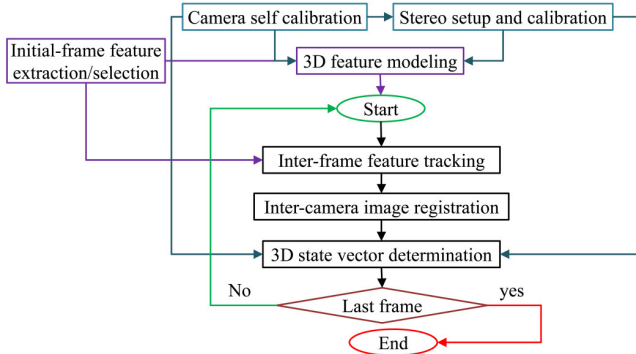 Camera self calibration
Stereo setup and calibration
Initial-frame feature
extraction/selection
3D feature modeling
Start
Inter-frame feature tracking
Inter-camera image registration
3D state vector determination
No
Last frame
yes
End